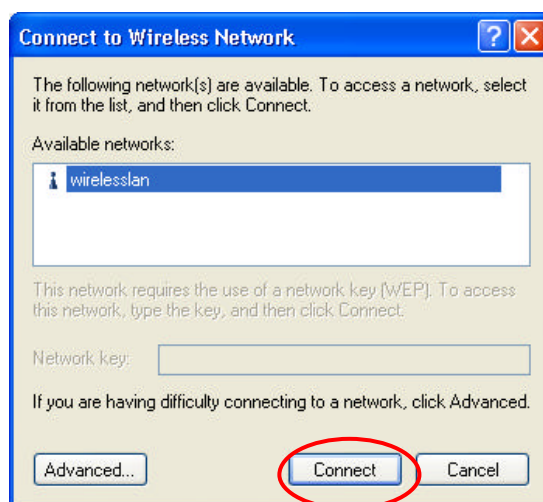 Connect to Wireless Network
The following network(s) are available. To access a network, select
it from the list, and then click Connect.
Available networks:
wirelesslan
This network requires the use of a network key (WEP). To access
this network, type the key, and then click Connect.
Network key:
If you are having difficulty connecting to a network, click Advanced.
Advanced... Connect Cancel